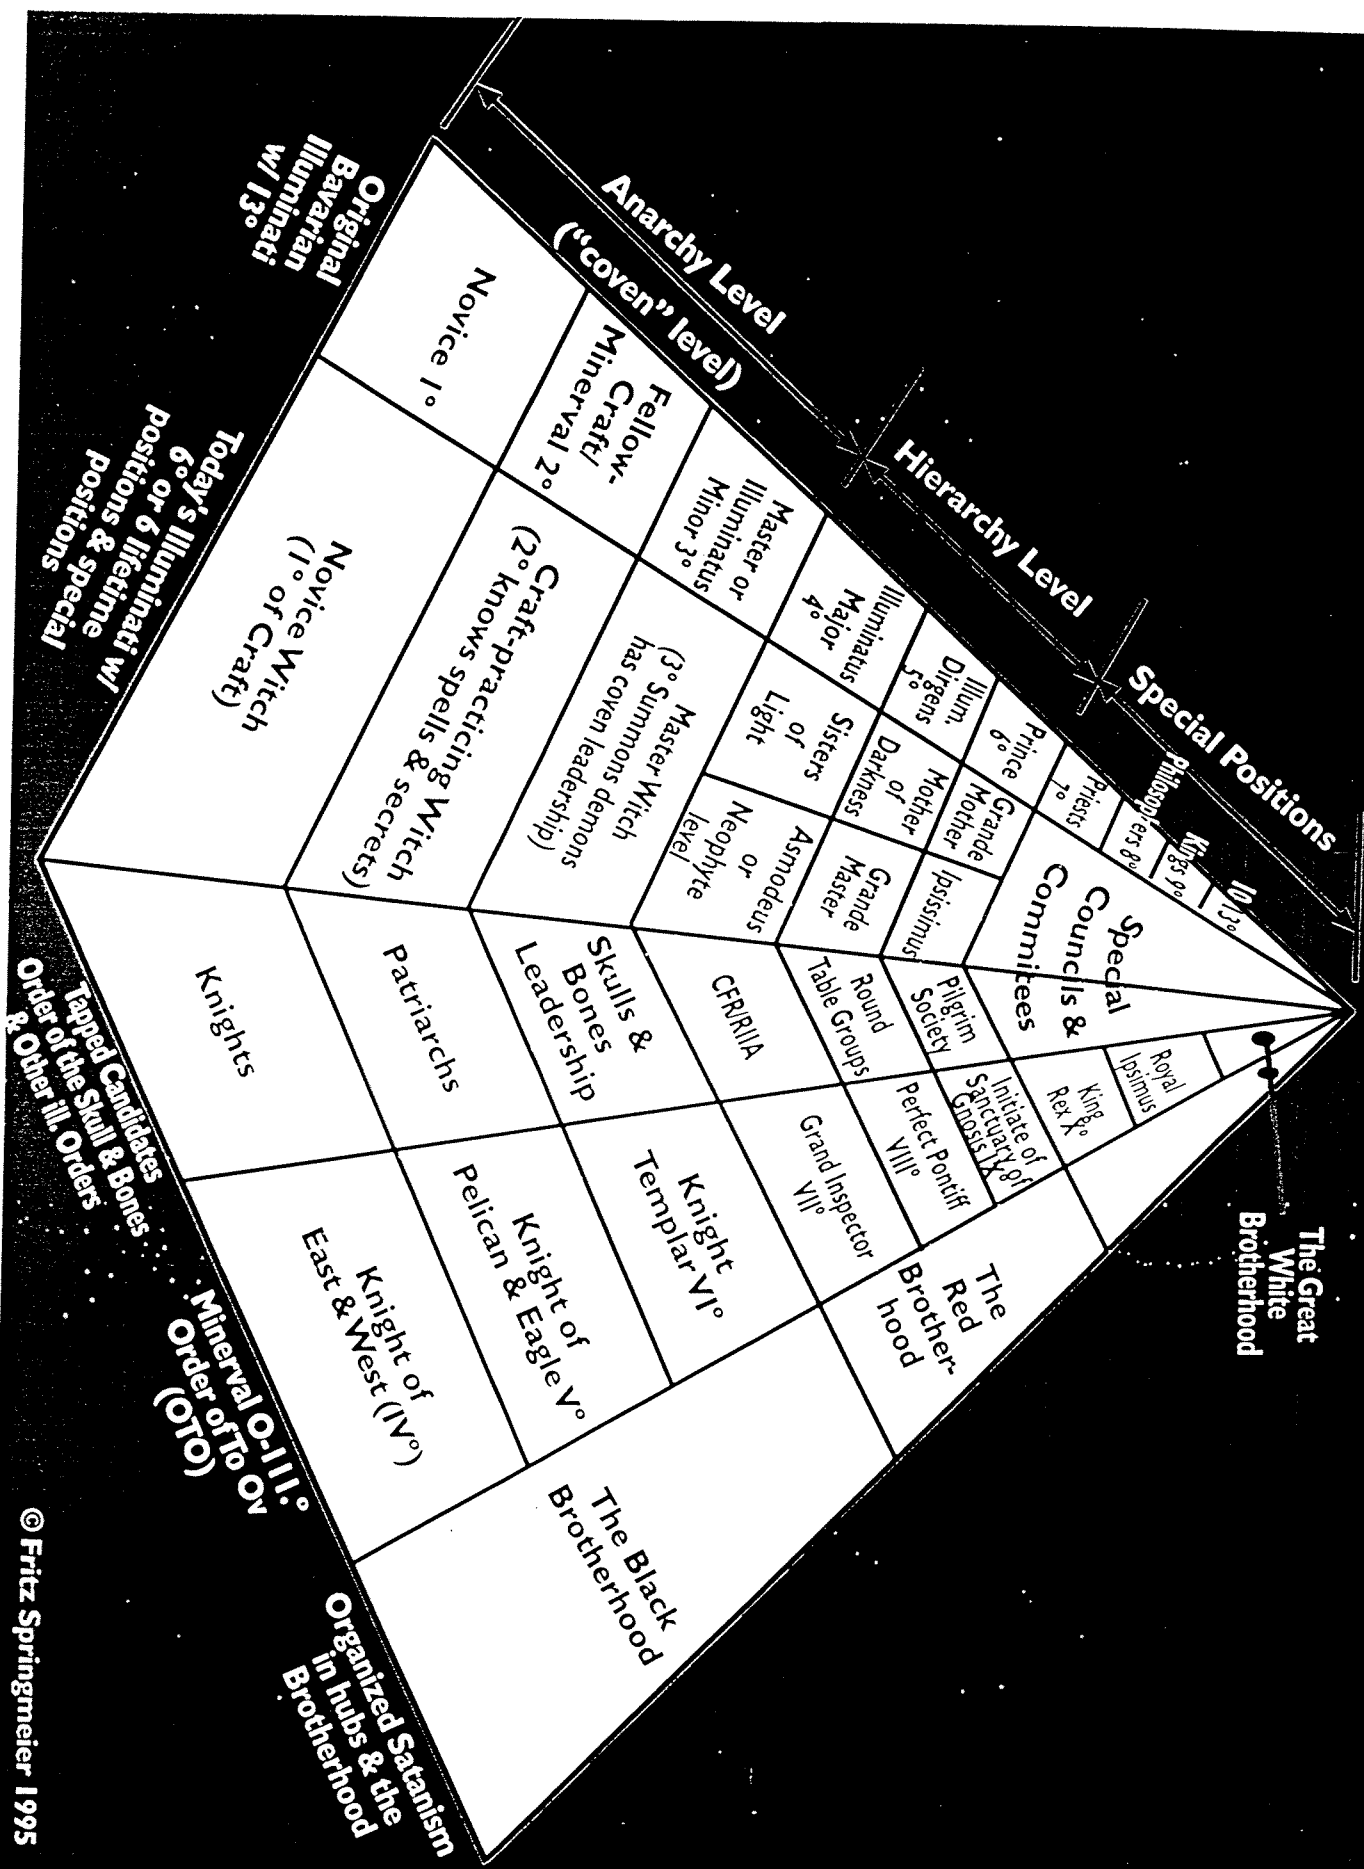 Anarchy Level
("coven" level)
Hierarchy Level
Special Positions
Original
Bavarian
Illuminati
w/ 13°
Novice 1°
Fellow-
Craft/
Minerval 2°
Master or
Illuminatus
Minor 3°
Illuminatus
Major
4°
Illum.
Dirgens
5°
Prince
6°
Priests
7°
Philosophers 8°
Kings 9°
10
13°
Today's Illuminati w/
6° or 6 lifetime
positions & special
positions
Novice Witch
(1° of Craft)
Craft-practicing Witch
(2° knows spells & secrets)
Master Witch
(3° Summons demons
has coven leadership)
Sisters
of
Light
Asmodeus
or
Neophyte
level
Mother
of
Darkness
Grande
Master
Grande
Mother
Ipsissimus
Special
Councils &
Committees
Tapped Candidates
Order of the Skull & Bones
& Other ill. Orders
Knights
Patriarchs
Skulls &
Bones
Leadership
CFR/RIIA
Round
Table Groups
Pilgrim
Society
Minerval O-III.°
Order of To Ov
(OTO)
Knight of
East & West (IV°)
Knight of
Pelican & Eagle V°
Knight
Templar VI°
Grand Inspector
VII°
Perfect Pontiff
VIII°
Initiate of
Sanctuary of
Gnosis IX°
King
Rex X°
Royal
Ipsimus
Organized Satanism
in hubs & the
Brotherhood
The Black
Brotherhood
The
Red
Brother-
hood
The Great
White
Brotherhood
© Fritz Springmeier 1995